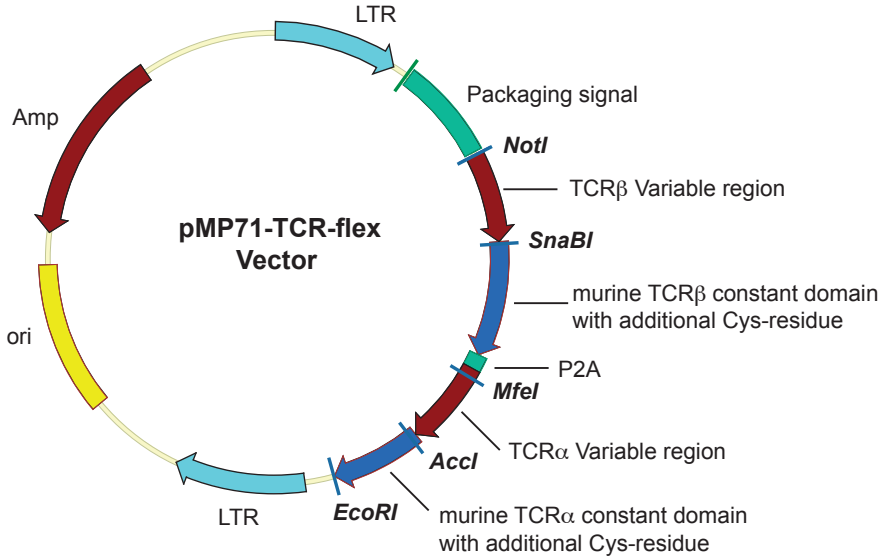 LTR
Packaging signal
Amp
NotI
TCRβ Variable region
pMP71-TCR-flex
Vector
SnaBI
murine TCRβ constant domain
with additional Cys-residue
ori
P2A
MfeI
TCRα Variable region
AccI
EcoRI
LTR
murine TCRα constant domain
with additional Cys-residue